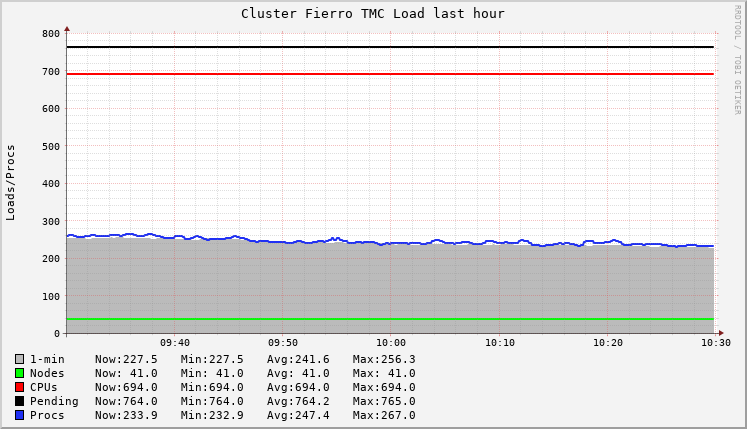 Cluster Fierro TMC Load last hour
RRDTOOL / TOBI OETIKER
Loads/Procs
800
700
600
500
400
300
200
100
0
09:40 09:50 10:00 10:10 10:20 10:30
1-min Now:227.5 Min:227.5 Avg:241.6 Max:256.3
Nodes Now: 41.0 Min: 41.0 Avg: 41.0 Max: 41.0
CPUs Now:694.0 Min:694.0 Avg:694.0 Max:694.0
Pending Now:764.0 Min:764.0 Avg:764.2 Max:765.0
Procs Now:233.9 Min:232.9 Avg:247.4 Max:267.0